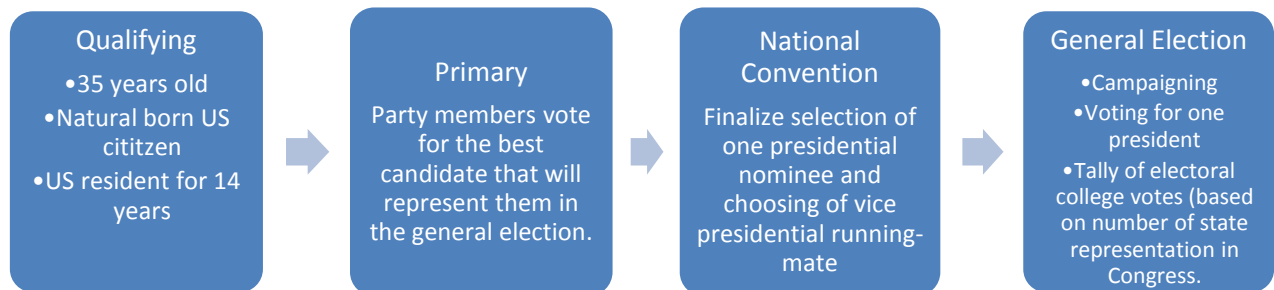 Qualifying
•35 years old
•Natural born US
cititzen
•US resident for 14
years
Primary
Party members vote
for the best
candidate that will
represent them in
the general election.
National
Convention
Finalize selection of
one presidential
nominee and
choosing of vice
presidential running-
mate
General Election
•Campaigning
•Voting for one
president
•Tally of electoral
college votes (based
on number of state
representation in
Congress.